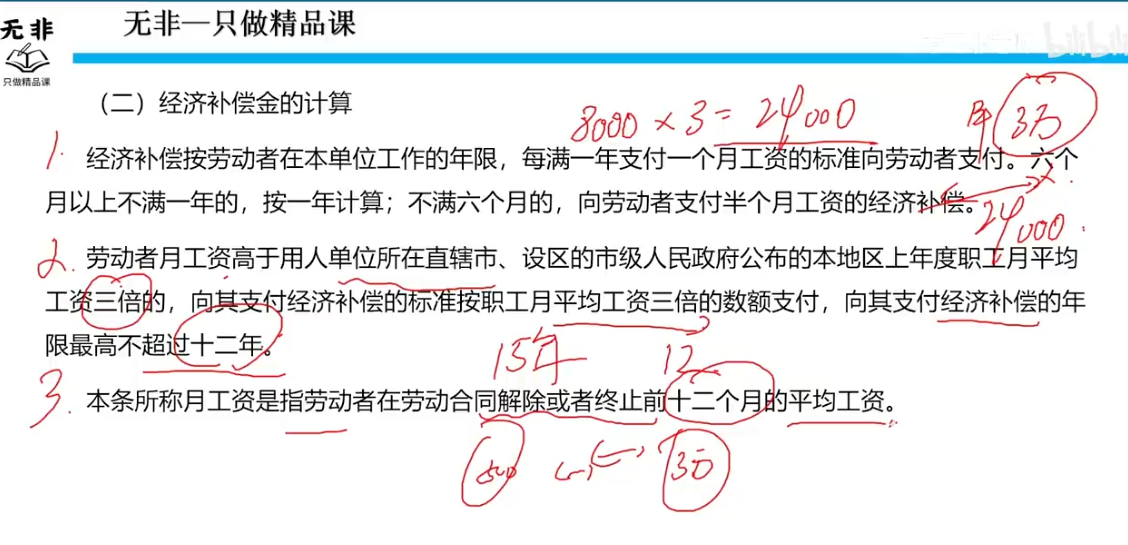 无非
只做精品课
无非—只做精品课
bilibili
（二）经济补偿金的计算
8000 × 3 = 24000
3万
1.
经济补偿按劳动者在本单位工作的年限，每满一年支付一个月工资的标准向劳动者支付。六个
月以上不满一年的，按一年计算；不满六个月的，向劳动者支付半个月工资的经济补偿。
24000
2.
劳动者月工资高于用人单位所在直辖市、设区的市级人民政府公布的本地区上年度职工月平均
工资三倍的，向其支付经济补偿的标准按职工月平均工资三倍的数额支付，向其支付经济补偿的年
限最高不超过十二年。
15年 12
3.
本条所称月工资是指劳动者在劳动合同解除或者终止前十二个月的平均工资。
3万